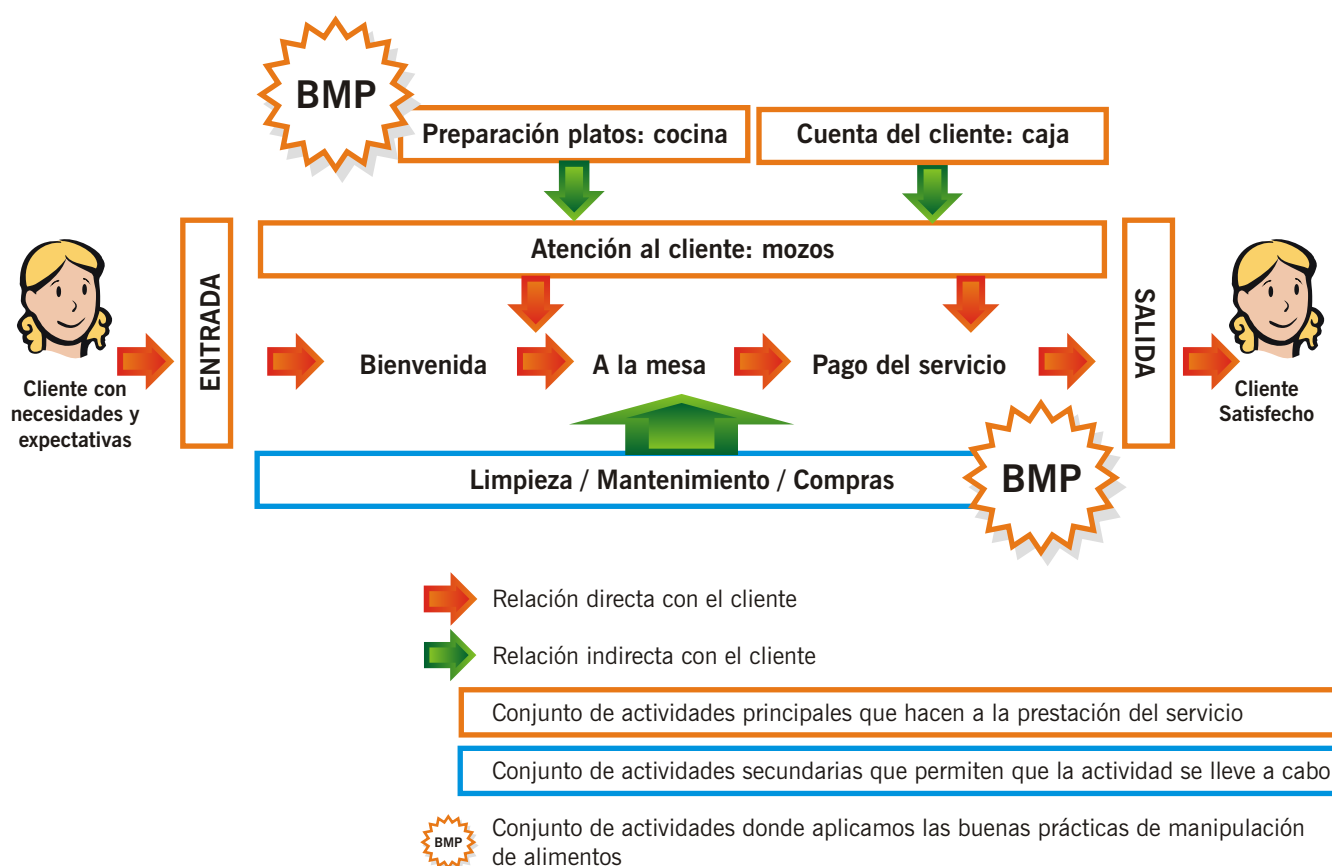 BMP
Preparación platos: cocina
Cuenta del cliente: caja
Atención al cliente: mozos
ENTRADA
SALIDA
Bienvenida
A la mesa
Pago del servicio
Cliente con
necesidades y
expectativas
Cliente
Satisfecho
Limpieza / Mantenimiento / Compras
BMP
Relación directa con el cliente
Relación indirecta con el cliente
Conjunto de actividades principales que hacen a la prestación del servicio
Conjunto de actividades secundarias que permiten que la actividad se lleve a cabo
BMP
Conjunto de actividades donde aplicamos las buenas prácticas de manipulación
de alimentos